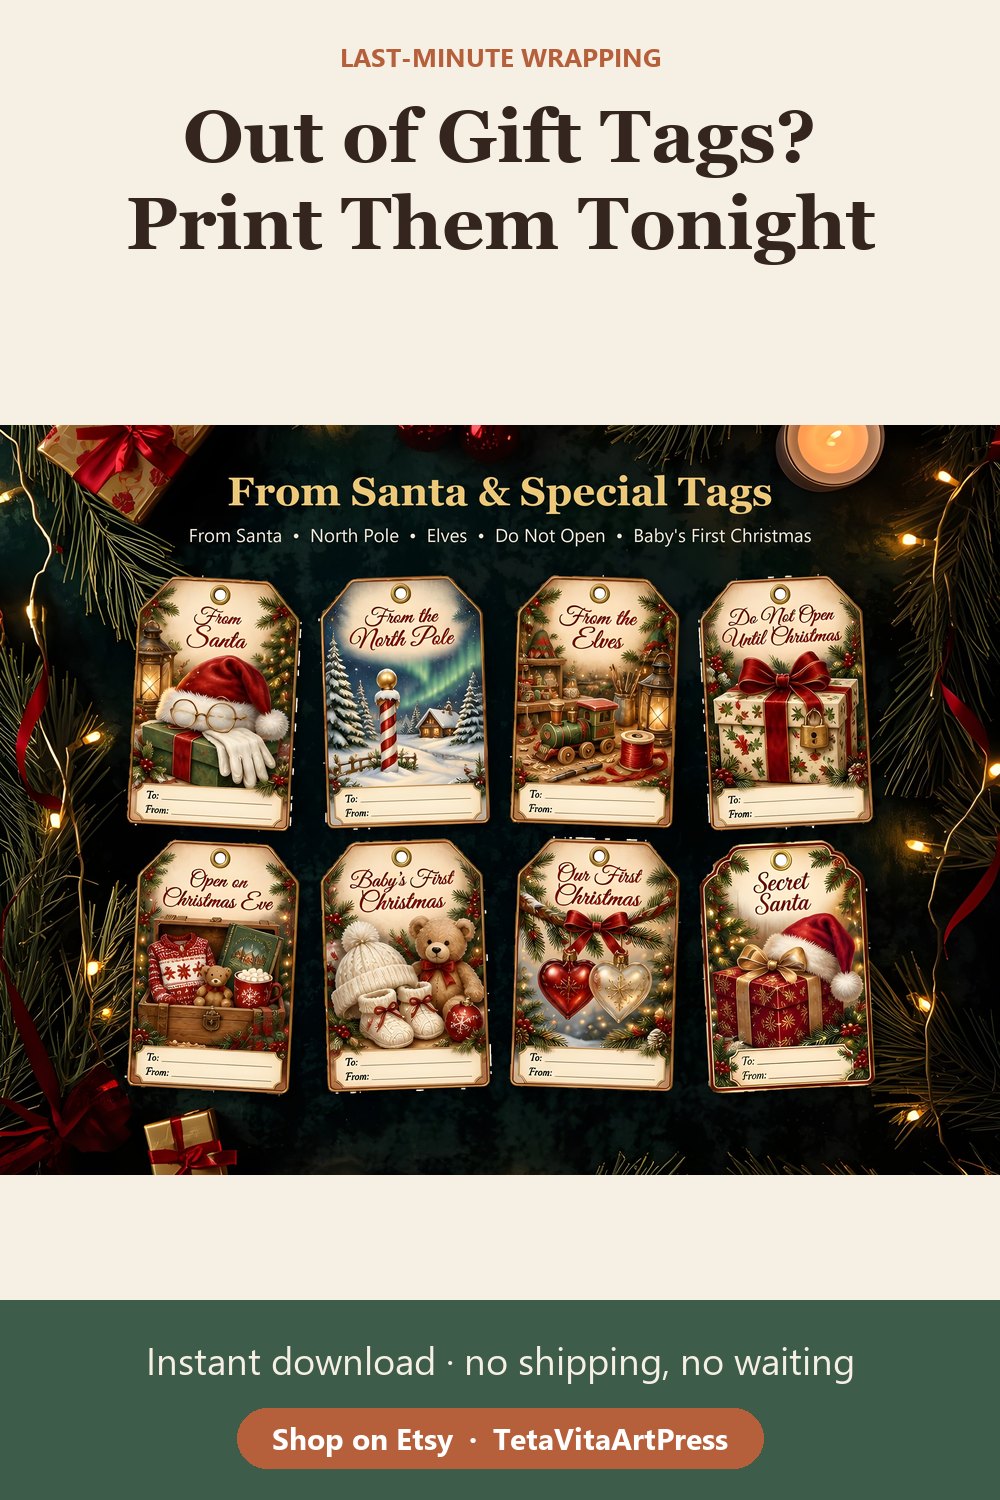 LAST-MINUTE WRAPPING
Out of Gift Tags?
Print Them Tonight
From Santa & Special Tags
From Santa • North Pole • Elves • Do Not Open • Baby's First Christmas
From
Santa
To:
From:
From the
North Pole
To:
From:
From the
Elves
To:
From:
Do Not Open
Until Christmas
To:
From:
Open on
Christmas Eve
To:
From:
Baby's First
Christmas
To:
From:
Our First
Christmas
To:
From:
Secret
Santa
To:
From:
Instant download · no shipping, no waiting
Shop on Etsy · TetaVitaArtPress